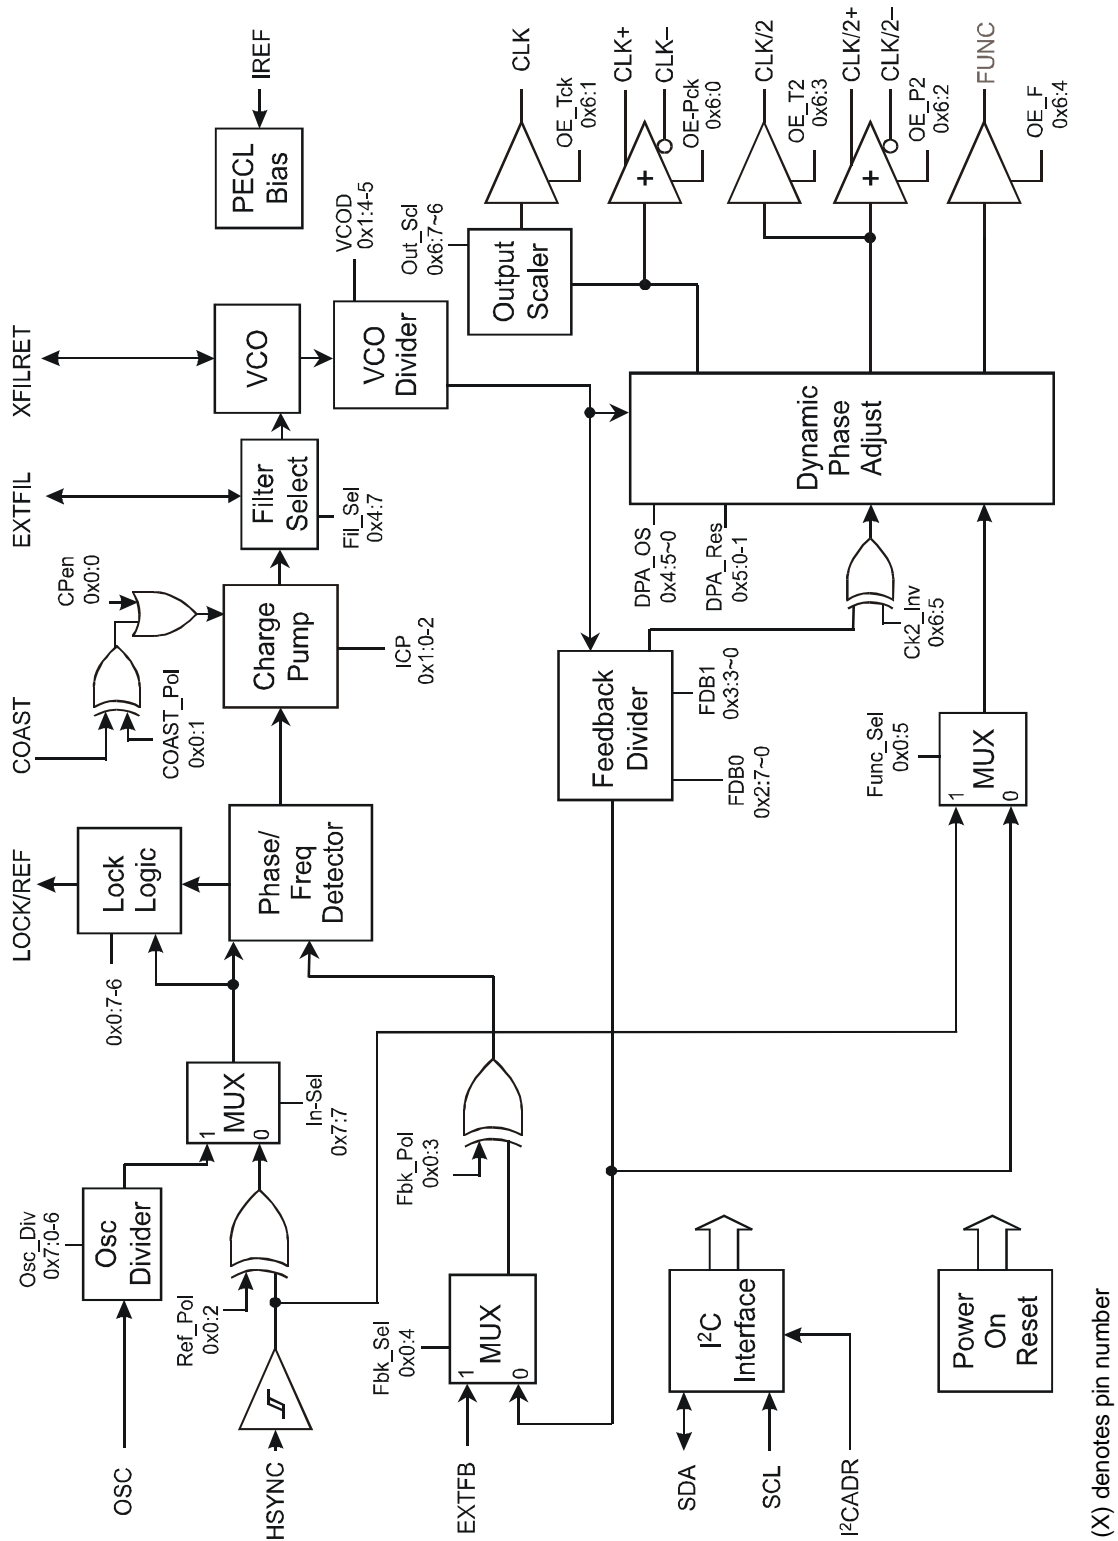 OSC
Osc_Div
0x7:0-6
Osc
Divider
HSYNC
Ref_Pol
0x0:2
1
0
MUX
In-Sel
0x7:7
LOCK/REF
0x0:7-6
Lock
Logic
Phase/
Freq
Detector
COAST
COAST_Pol
0x0:1
CPen
0x0:0
Charge
Pump
ICP
0x1:0-2
EXTFIL
Filter
Select
Fil_Sel
0x4:7
XFILRET
VCO
VCO
Divider
VCOD
0x1:4-5
PECL
Bias
IREF
EXTFB
Fbk_Sel
0x0:4
1
0
MUX
Fbk_Pol
0x0:3
Feedback
Divider
FDB0
0x2:7~0
FDB1
0x3:3~0
DPA_OS
0x4:5~0
DPA_Res
0x5:0-1
Ck2_Inv
0x6:5
Func_Sel
0x0:5
1
0
MUX
Dynamic
Phase
Adjust
Out_Scl
0x6:7~6
Output
Scaler
CLK
OE_Tck
0x6:1
+
CLK+
CLK–
OE-Pck
0x6:0
CLK/2
OE_T2
0x6:3
+
CLK/2+
CLK/2–
OE_P2
0x6:2
FUNC
OE_F
0x6:4
SDA
SCL
I²CADR
I²C
Interface
Power
On
Reset
(X) denotes pin number